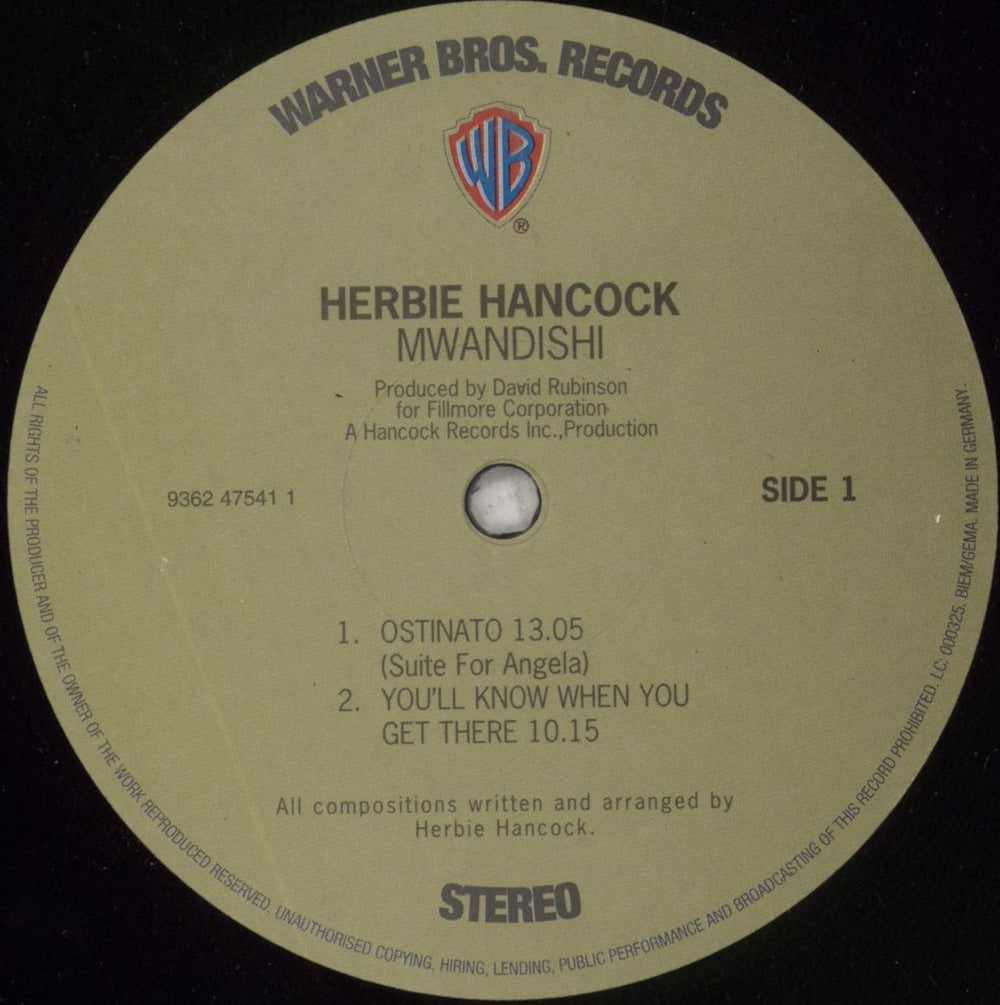 WARNER BROS. RECORDS
WB
®
HERBIE HANCOCK
MWANDISHI
Produced by David Rubinson
for Fillmore Corporation
A Hancock Records Inc.,Production
9362 47541 1
SIDE 1
1. OSTINATO 13.05
(Suite For Angela)
2. YOU'LL KNOW WHEN YOU
GET THERE 10.15
All compositions written and arranged by
Herbie Hancock.
STEREO
ALL RIGHTS OF THE PRODUCER AND OF THE OWNER OF THE WORK REPRODUCED RESERVED. UNAUTHORISED COPYING, HIRING, LENDING, PUBLIC PERFORMANCE AND BROADCASTING OF THIS RECORD PROHIBITED. LC: 000325. BIEM/GEMA. MADE IN GERMANY.